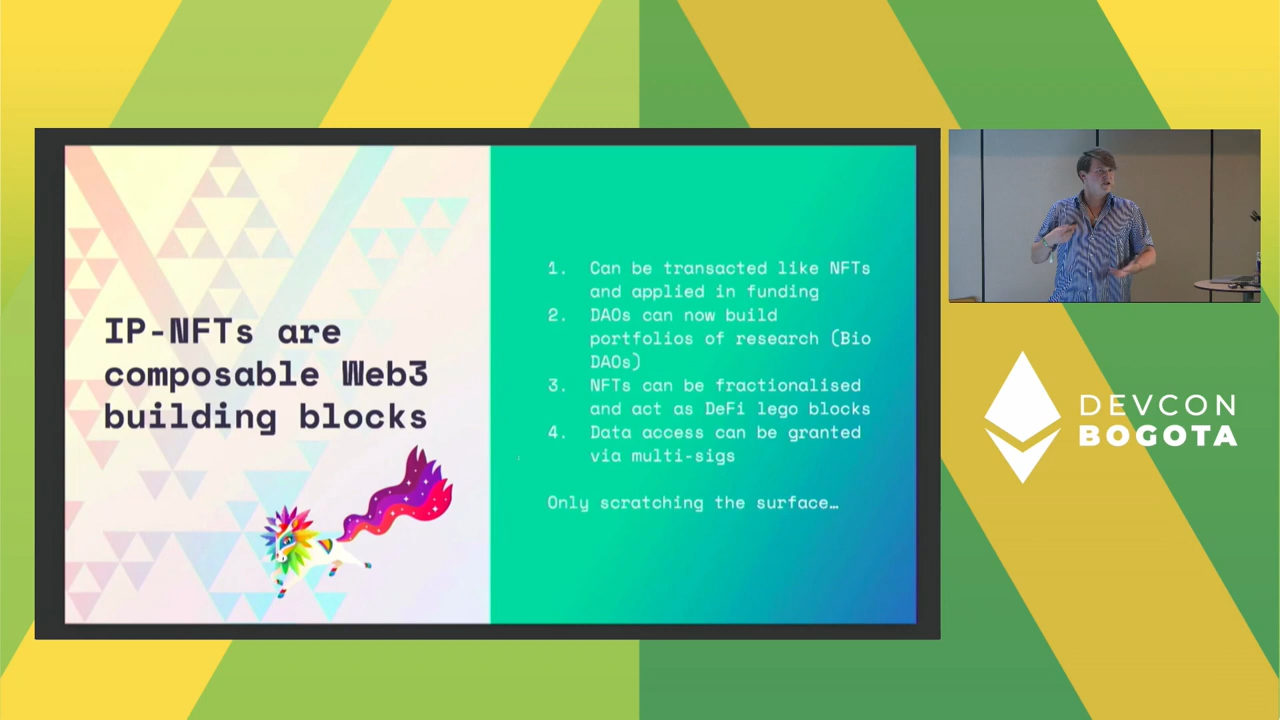 IP-NFTs are
composable Web3
building blocks
1. Can be transacted like NFTs
and applied in funding
2. DAOs can now build
portfolios of research (Bio
DAOs)
3. NFTs can be fractionalised
and act as DeFi lego blocks
4. Data access can be granted
via multi-sigs
Only scratching the surface…
DEVCON
BOGOTA